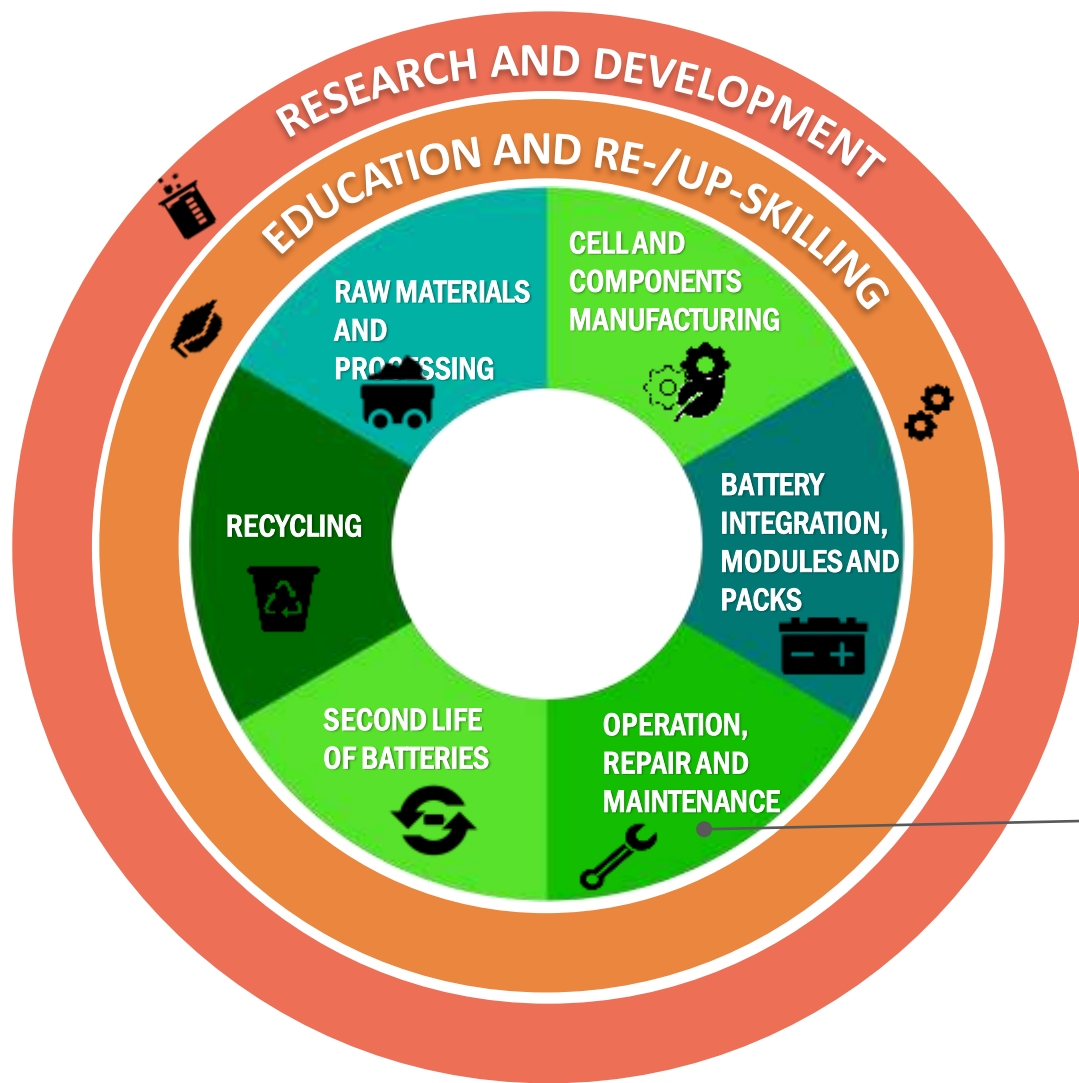 RESEARCH AND DEVELOPMENT
EDUCATION AND RE-/UP-SKILLING
RAW MATERIALS
AND
PROCESSING
CELL AND
COMPONENTS
MANUFACTURING
BATTERY
INTEGRATION,
MODULES AND
PACKS
OPERATION,
REPAIR AND
MAINTENANCE
SECOND LIFE
OF BATTERIES
RECYCLING